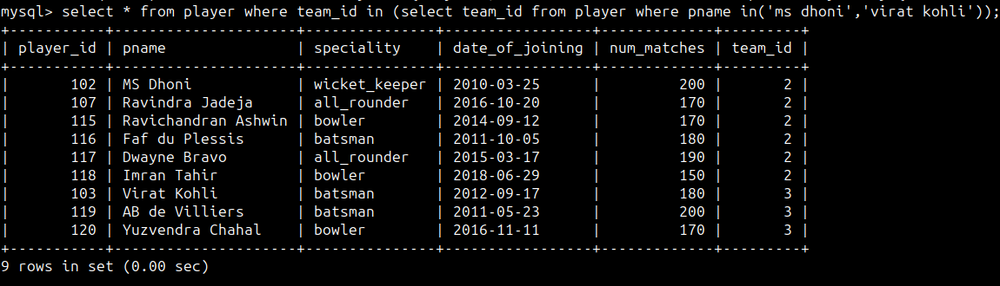 mysql> select * from player where team_id in (select team_id from player where pname in('ms dhoni','virat kohli'));
+-----------+---------------------+---------------+-----------------+-------------+---------+
| player_id | pname               | speciality    | date_of_joining | num_matches | team_id |
+-----------+---------------------+---------------+-----------------+-------------+---------+
|       102 | MS Dhoni            | wicket_keeper | 2010-03-25      |         200 |       2 |
|       107 | Ravindra Jadeja     | all_rounder   | 2016-10-20      |         170 |       2 |
|       115 | Ravichandran Ashwin | bowler        | 2014-09-12      |         170 |       2 |
|       116 | Faf du Plessis      | batsman       | 2011-10-05      |         180 |       2 |
|       117 | Dwayne Bravo        | all_rounder   | 2015-03-17      |         190 |       2 |
|       118 | Imran Tahir         | bowler        | 2018-06-29      |         150 |       2 |
|       103 | Virat Kohli         | batsman       | 2012-09-17      |         180 |       3 |
|       119 | AB de Villiers      | batsman       | 2011-05-23      |         200 |       3 |
|       120 | Yuzvendra Chahal    | bowler        | 2016-11-11      |         170 |       3 |
+-----------+---------------------+---------------+-----------------+-------------+---------+
9 rows in set (0.00 sec)